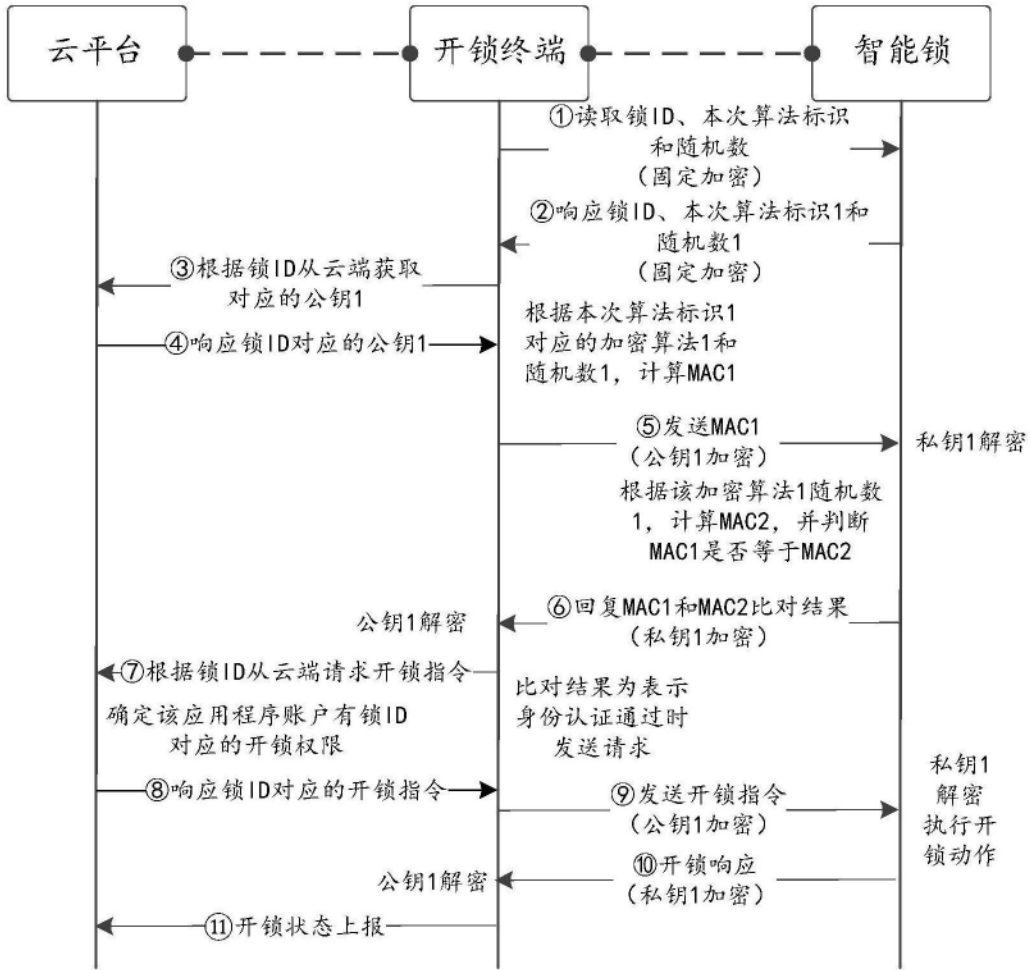 云平台
开锁终端
智能锁
①读取锁ID、本次算法标识
和随机数
（固定加密）
②响应锁ID、本次算法标识1和
随机数1
（固定加密）
③根据锁ID从云端获取
对应的公钥1
④响应锁ID对应的公钥1
根据本次算法标识1
对应的加密算法1和
随机数1，计算MAC1
⑤发送MAC1
（公钥1加密）
私钥1解密
根据该加密算法1随机数
1，计算MAC2，并判断
MAC1是否等于MAC2
⑥回复MAC1和MAC2比对结果
（私钥1加密）
公钥1解密
⑦根据锁ID从云端请求开锁指令
确定该应用程序账户有锁ID
对应的开锁权限
比对结果为表示
身份认证通过时
发送请求
⑧响应锁ID对应的开锁指令
⑨发送开锁指令
（公钥1加密）
私钥1
解密
执行开
锁动作
⑩开锁响应
（私钥1加密）
公钥1解密
⑪开锁状态上报